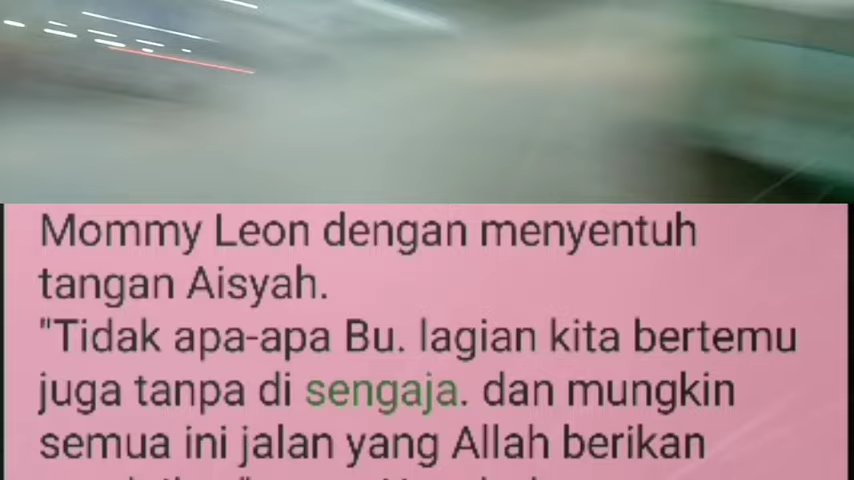 Mommy Leon dengan menyentuh
tangan Aisyah.
"Tidak apa-apa Bu. lagian kita bertemu
juga tanpa di sengaja. dan mungkin
semua ini jalan yang Allah berikan